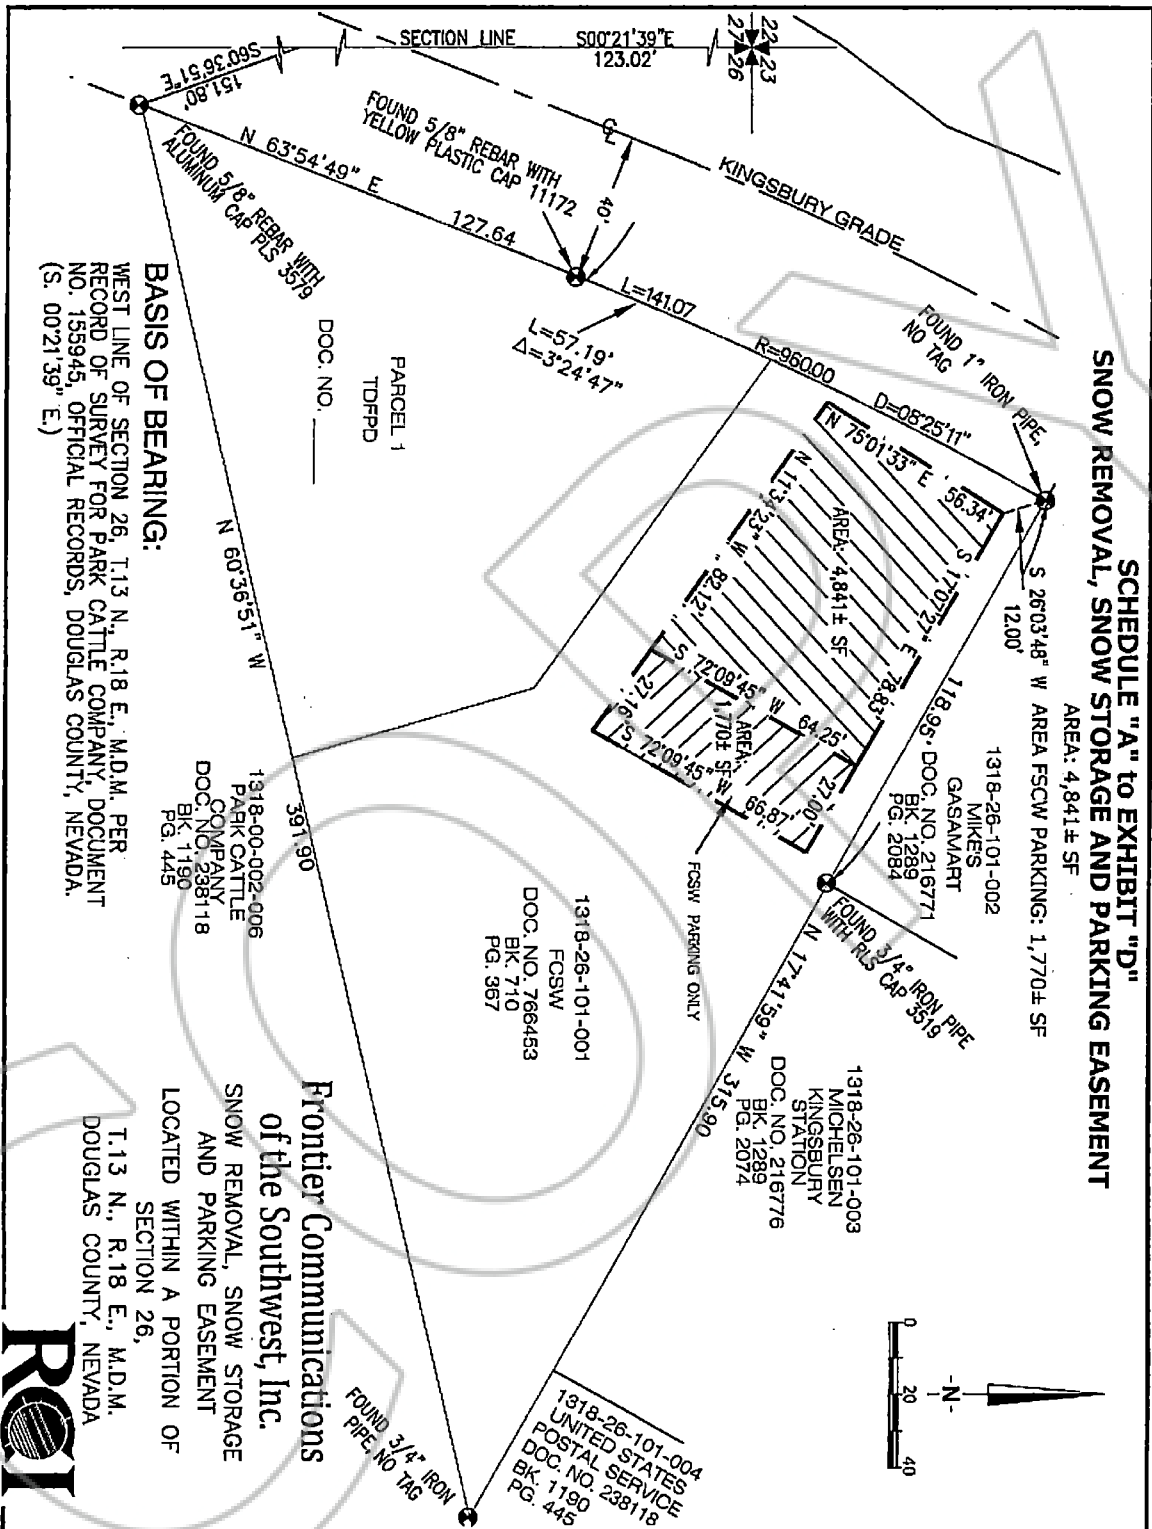 SCHEDULE "A" to EXHIBIT "D"
SNOW REMOVAL, SNOW STORAGE AND PARKING EASEMENT
AREA: 4,841± SF
AREA FSCW PARKING: 1,770± SF
22 23
27 26
SECTION LINE
S00°21'39"E
123.02'
S60°36'51"E
151.80'
FOUND 5/8" REBAR WITH
ALUMINUM CAP PLS 3579
N 63°54'49" E
127.64
FOUND 5/8" REBAR WITH
YELLOW PLASTIC CAP 11172
40'
KINGSBURY GRADE
L=141.07
L=57.19'
Δ=3°24'47"
R=960.00
D=08°25'11"
FOUND 1" IRON PIPE,
NO TAG
S 26°03'48" W
12.00'
N 75°01'33" E 56.34'
S 17°07'27" E 78.83'
AREA: 4,841± SF
N 11°34'23" W 82.12'
S 72°09'45" W 64.25'
27.16'
AREA:
1,770± SF
27.00'
S 72°09'45" W 66.87'
FCSW PARKING ONLY
118.95'
1318-26-101-002
MIKE'S
GASAMART
DOC. NO. 216771
BK. 1289
PG. 2084
FOUND 3/4" IRON PIPE
WITH RLS CAP 3519
N 17°41'59" W 315.90
1318-26-101-003
MICHELSEN
KINGSBURY
STATION
DOC. NO. 216776
BK. 1289
PG. 2074
0 20 40
-N-
PARCEL 1
TDFPD
DOC. NO.
N 60°36'51" W
391.90
1318-26-101-001
FCSW
DOC. NO. 766453
BK. 710
PG. 367
1318-00-002-006
PARK CATTLE
COMPANY
DOC. NO. 238118
BK. 1190
PG. 445
1318-26-101-004
UNITED STATES
POSTAL SERVICE
DOC. NO. 238118
BK. 1190
PG. 445
FOUND 3/4" IRON
PIPE, NO TAG
BASIS OF BEARING:
WEST LINE OF SECTION 26, T.13 N., R.18 E., M.D.M. PER
RECORD OF SURVEY FOR PARK CATTLE COMPANY, DOCUMENT
NO. 155945, OFFICIAL RECORDS, DOUGLAS COUNTY, NEVADA.
(S. 00°21'39" E.)
Frontier Communications
of the Southwest, Inc.
SNOW REMOVAL, SNOW STORAGE
AND PARKING EASEMENT
LOCATED WITHIN A PORTION OF
SECTION 26,
T.13 N., R.18 E., M.D.M.
DOUGLAS COUNTY, NEVADA
RCI
COPY